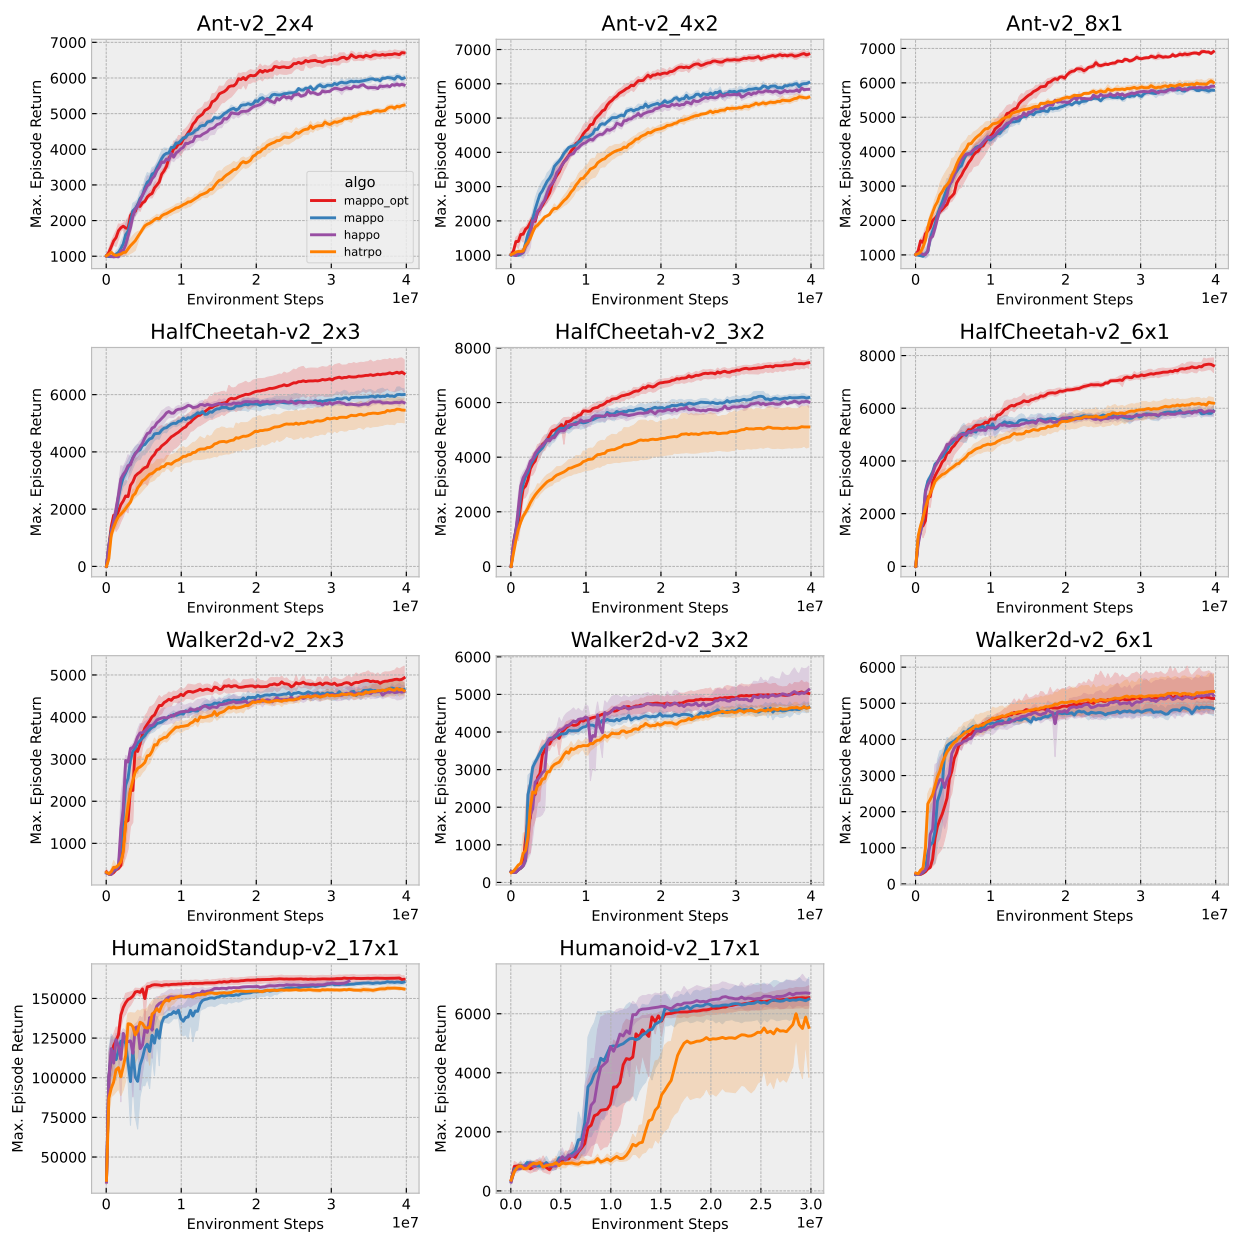 Ant-v2_2x4
Max. Episode Return
7000
6000
5000
4000
3000
2000
1000
algo
mappo_opt
mappo
happo
hatrpo
0 1 2 3 4
1e7
Environment Steps
Ant-v2_4x2
Max. Episode Return
7000
6000
5000
4000
3000
2000
1000
0 1 2 3 4
1e7
Environment Steps
Ant-v2_8x1
Max. Episode Return
7000
6000
5000
4000
3000
2000
1000
0 1 2 3 4
1e7
Environment Steps
HalfCheetah-v2_2x3
Max. Episode Return
6000
4000
2000
0
0 1 2 3 4
1e7
Environment Steps
HalfCheetah-v2_3x2
Max. Episode Return
8000
6000
4000
2000
0
0 1 2 3 4
1e7
Environment Steps
HalfCheetah-v2_6x1
Max. Episode Return
8000
6000
4000
2000
0
0 1 2 3 4
1e7
Environment Steps
Walker2d-v2_2x3
Max. Episode Return
5000
4000
3000
2000
1000
0 1 2 3 4
1e7
Environment Steps
Walker2d-v2_3x2
Max. Episode Return
6000
5000
4000
3000
2000
1000
0
0 1 2 3 4
1e7
Environment Steps
Walker2d-v2_6x1
Max. Episode Return
6000
5000
4000
3000
2000
1000
0
0 1 2 3 4
1e7
Environment Steps
HumanoidStandup-v2_17x1
Max. Episode Return
150000
125000
100000
75000
50000
0 1 2 3 4
1e7
Environment Steps
Humanoid-v2_17x1
Max. Episode Return
6000
4000
2000
0
0.0 0.5 1.0 1.5 2.0 2.5 3.0
1e7
Environment Steps